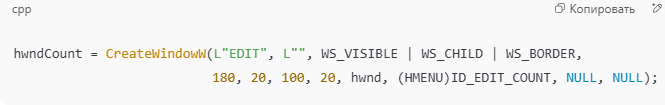 cpp Копировать
hwndCount = CreateWindowW(L"EDIT", L"", WS_VISIBLE | WS_CHILD | WS_BORDER,
180, 20, 100, 20, hwnd, (HMENU)ID_EDIT_COUNT, NULL, NULL);